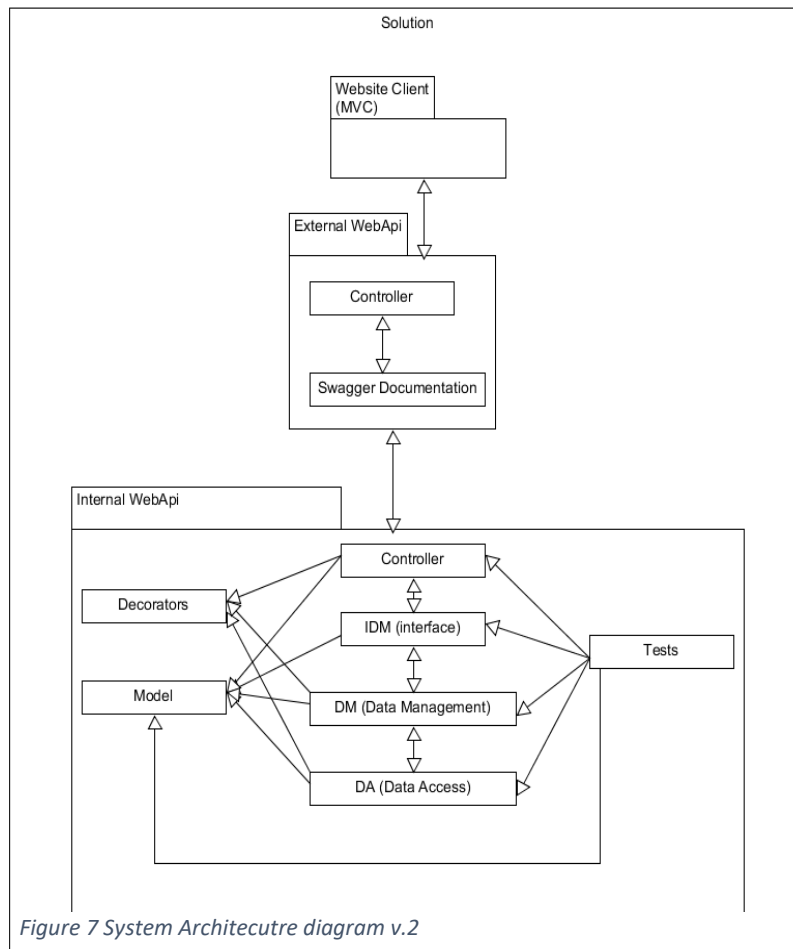 Solution
Website Client
(MVC)
External WebApi
Controller
Swagger Documentation
Internal WebApi
Controller
Decorators
IDM (interface)
Tests
Model
DM (Data Management)
DA (Data Access)
Figure 7 System Architecutre diagram v.2